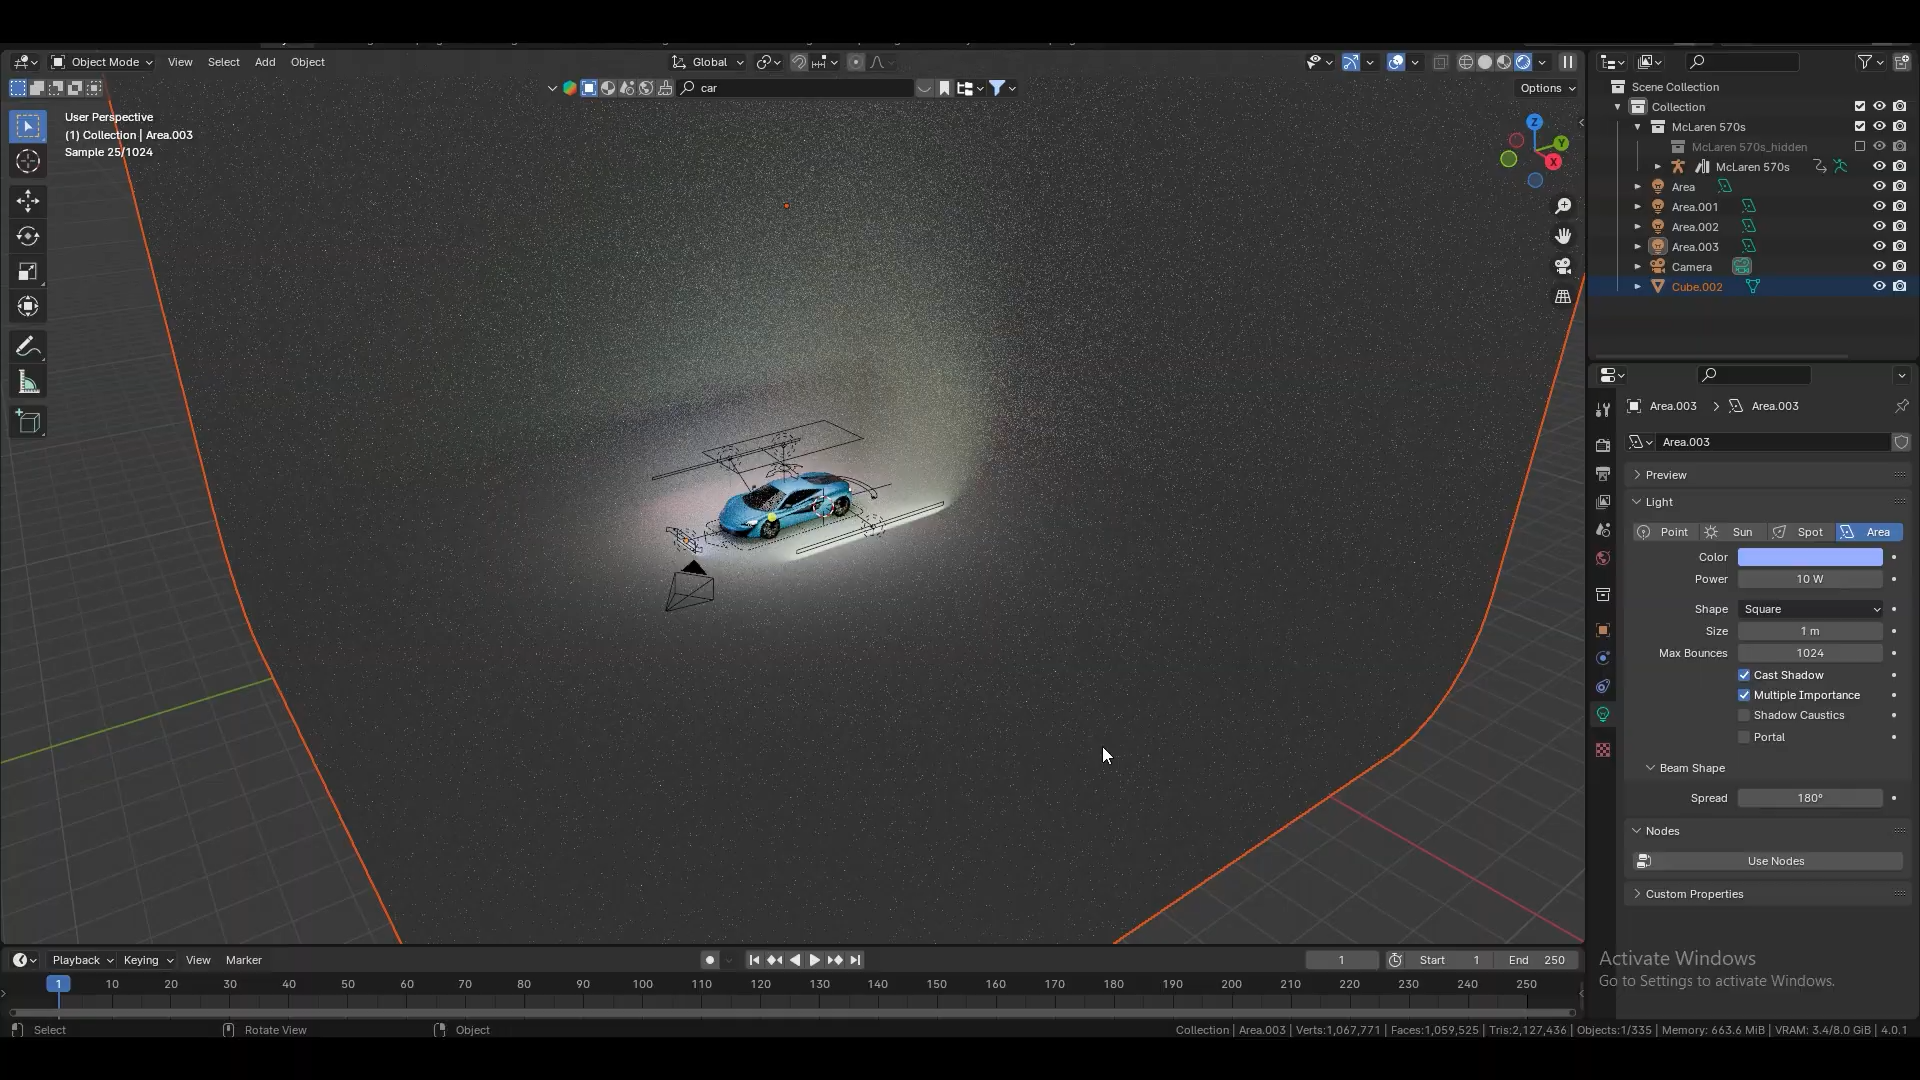 Object Mode View Select Add Object Global
car Options
User Perspective
(1) Collection | Area.003
Sample 25/1024
Z
Y
X
Scene Collection
Collection
McLaren 570s
McLaren 570s_hidden
McLaren 570s
Area
Area.001
Area.002
Area.003
Camera
Cube.002
Area.003 > Area.003
Area.003
Preview
Light
Point Sun Spot Area
Color
Power 10 W
Shape Square
Size 1 m
Max Bounces 1024
Cast Shadow
Multiple Importance
Shadow Caustics
Portal
Beam Shape
Spread 180°
Nodes
Use Nodes
Custom Properties
Activate Windows
Go to Settings to activate Windows.
Playback Keying View Marker 1 Start 1 End 250
1 10 20 30 40 50 60 70 80 90 100 110 120 130 140 150 160 170 180 190 200 210 220 230 240 250
Select Rotate View Object Collection | Area.003 | Verts:1,067,771 | Faces:1,059,525 | Tris:2,127,436 | Objects:1/335 | Memory: 663.6 MiB | VRAM: 3.4/8.0 GiB | 4.0.1